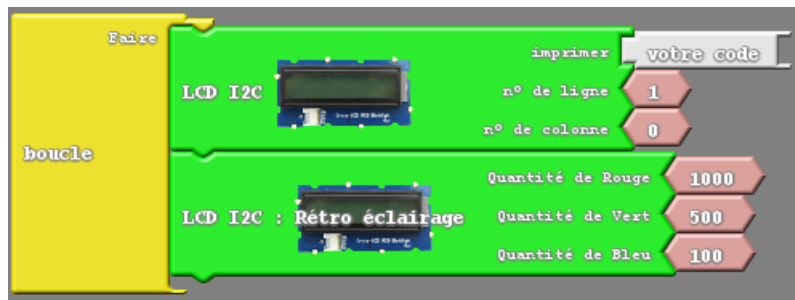 Faire
boucle
LCD I2C
imprimer
votre code
n° de ligne
1
n° de colonne
0
LCD I2C : Rétro éclairage
Quantité de Rouge
1000
Quantité de Vert
500
Quantité de Bleu
100